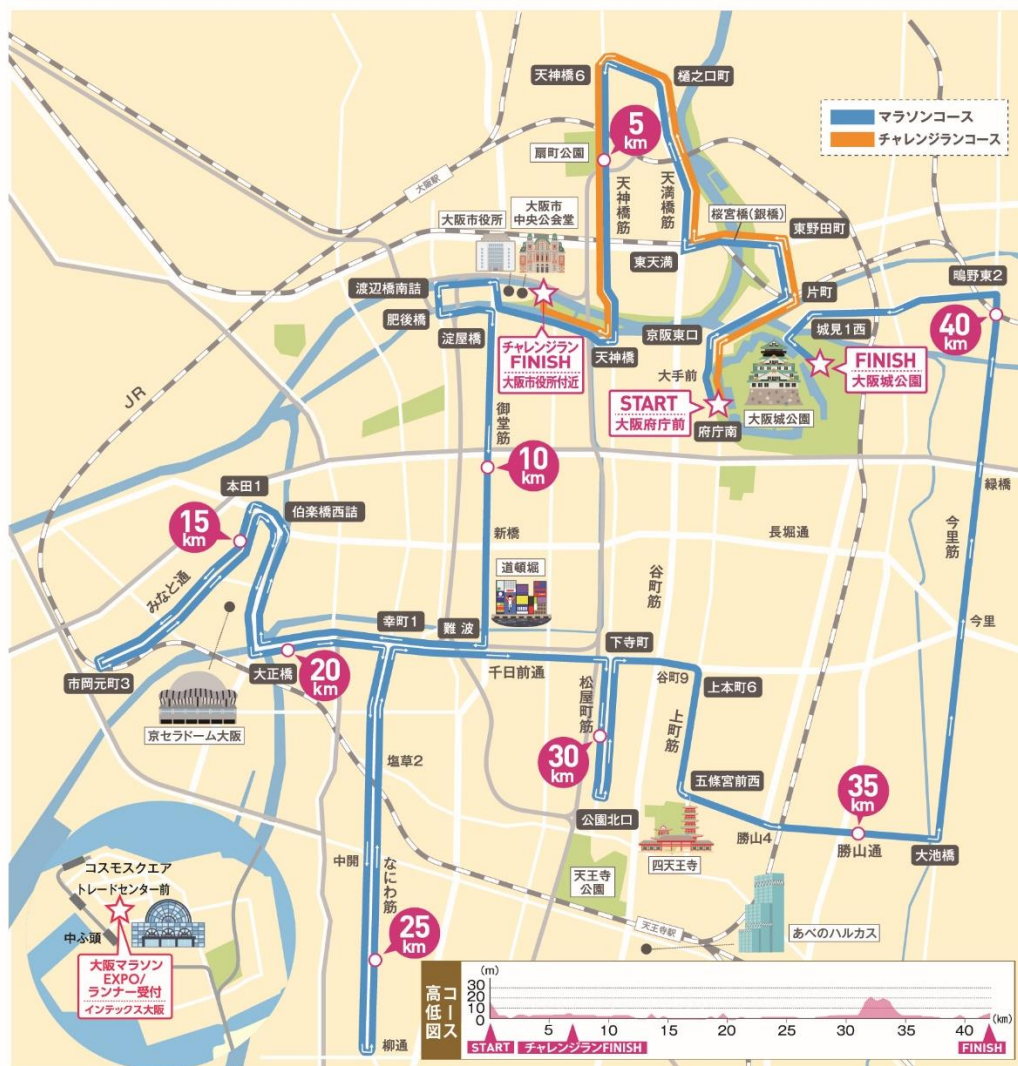 天神橋6
樋之口町
マラソンコース
チャレンジランコース
5
km
扇町公園
大阪駅
天神橋筋
天満橋筋
大阪市役所
大阪市
中央公会堂
桜宮橋(銀橋)
東野田町
東天満
渡辺橋南詰
片町
鴫野東2
肥後橋
淀屋橋
チャレンジラン
FINISH
大阪市役所付近
天神橋
京阪東口
城見1西
40
km
大手前
START
大阪府庁前
府庁南
大阪城公園
FINISH
大阪城公園
JR
御堂筋
10
km
緑橋
本田1
伯楽橋西詰
15
km
新橋
長堀通
今里筋
みなと通
道頓堀
谷町筋
幸町1
難波
下寺町
今里
市岡元町3
大正橋
20
km
千日前通
谷町9
上本町6
松屋町筋
上町筋
京セラドーム大阪
30
km
塩草2
五條宮前西
35
km
公園北口
四天王寺
勝山4
勝山通
大池橋
中開
なにわ筋
天王寺
公園
コスモスクエア
トレードセンター前
中ふ頭
天王寺駅
あべのハルカス
25
km
大阪マラソン
EXPO/
ランナー受付
インテックス大阪
柳通
コース
高低図
(m)
30
20
10
0
5
10
15
20
25
30
35
40
(km)
START
チャレンジランFINISH
FINISH